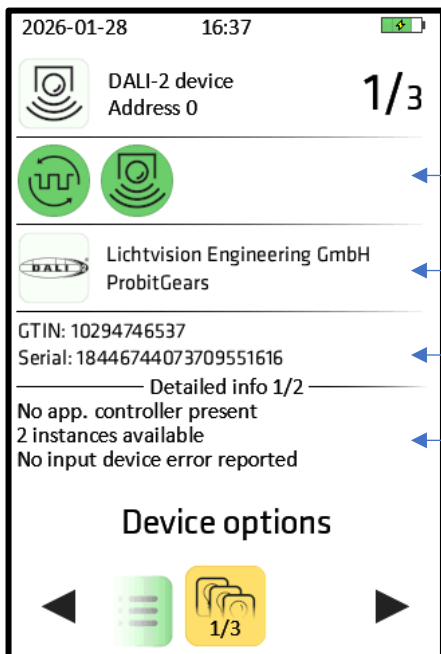 2026-01-28 16:37
DALI-2 device
Address 0
1/3
DALI
Lichtvision Engineering GmbH
ProbitGears
GTIN: 10294746537
Serial: 18446744073709551616
Detailed info 1/2
No app. controller present
2 instances available
No input device error reported
Device options
1/3